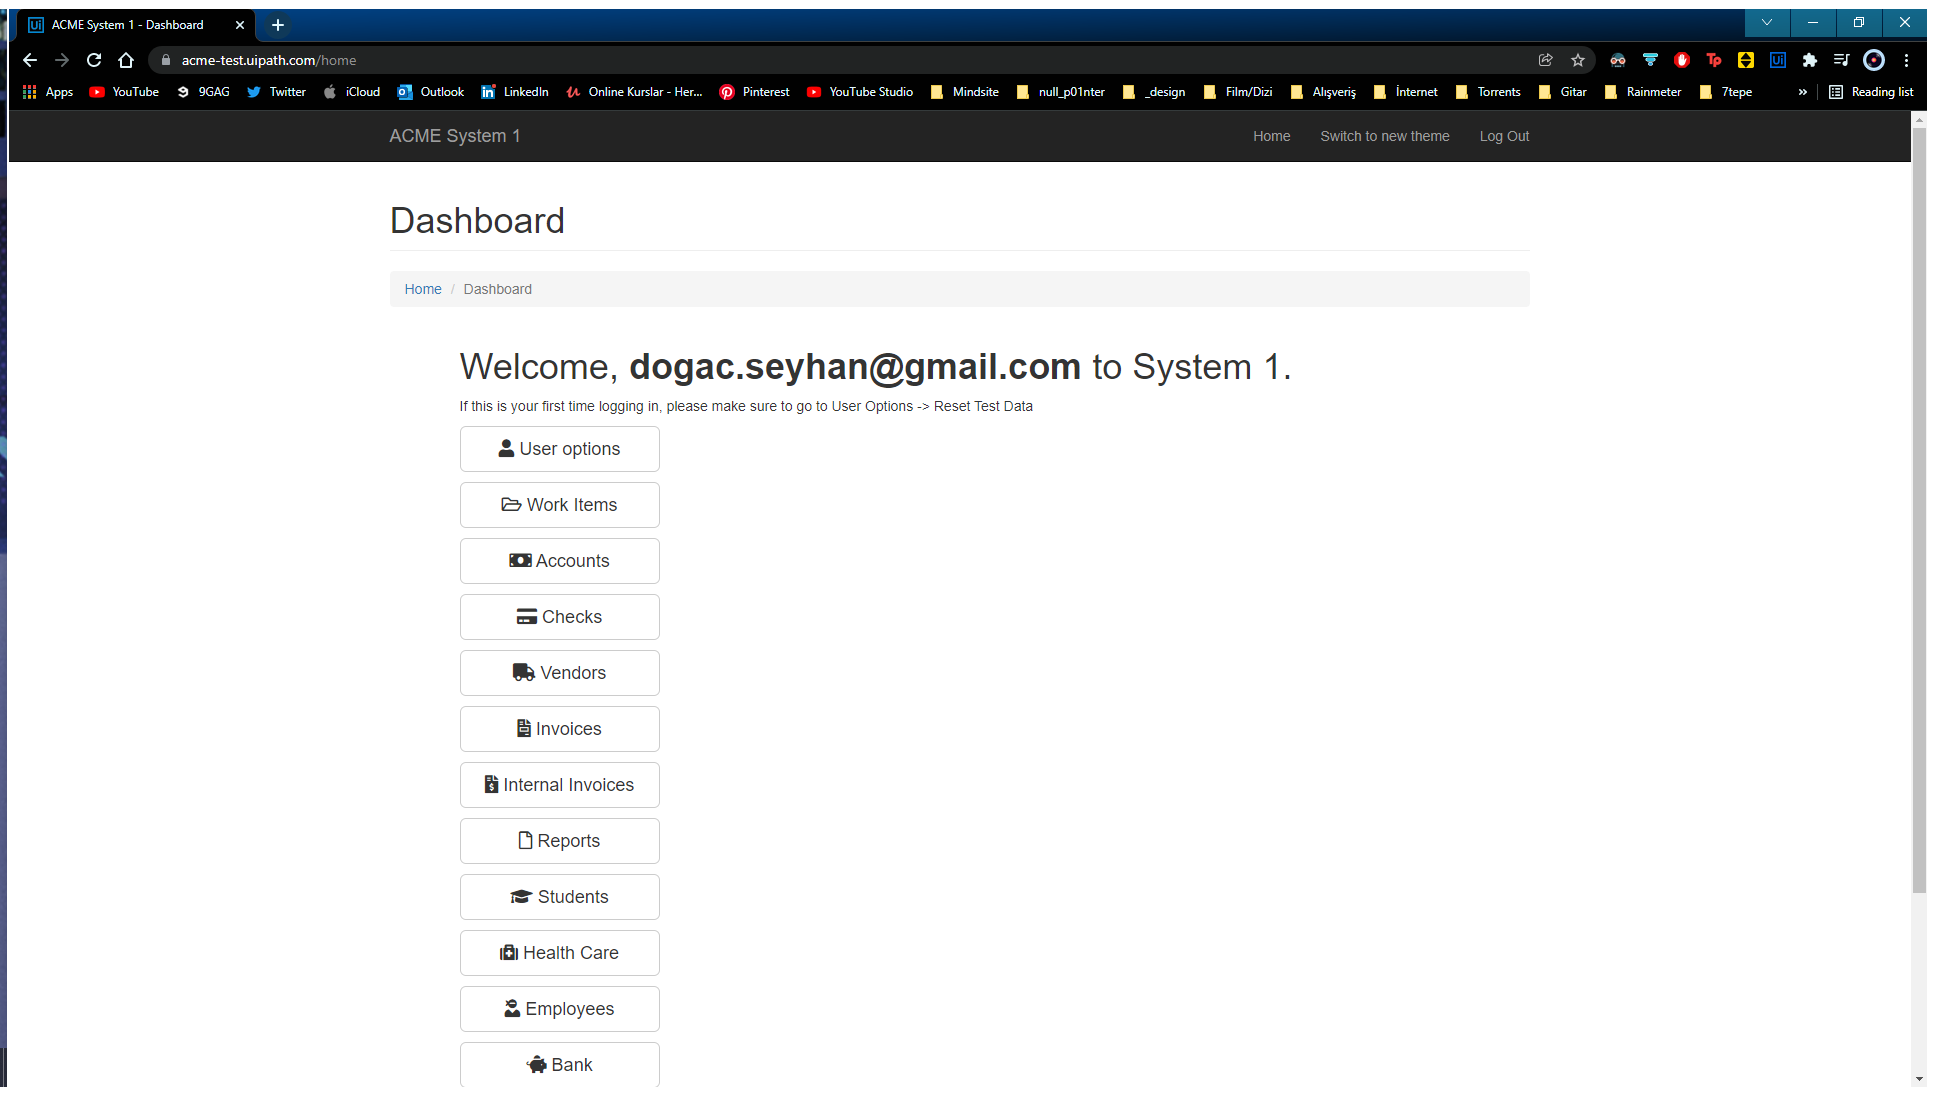 Ui ACME System 1 - Dashboard
acme-test.uipath.com/home
Tp Ui
Apps YouTube 9GAG Twitter iCloud Outlook LinkedIn Online Kurslar - Her... Pinterest YouTube Studio Mindsite null_p01nter _design Film/Dizi Alışveriş İnternet Torrents Gitar Rainmeter 7tepe » Reading list
ACME System 1 Home Switch to new theme Log Out
Dashboard
Home / Dashboard
Welcome, dogac.seyhan@gmail.com to System 1.
If this is your first time logging in, please make sure to go to User Options -> Reset Test Data
User options
Work Items
Accounts
Checks
Vendors
Invoices
Internal Invoices
Reports
Students
Health Care
Employees
Bank